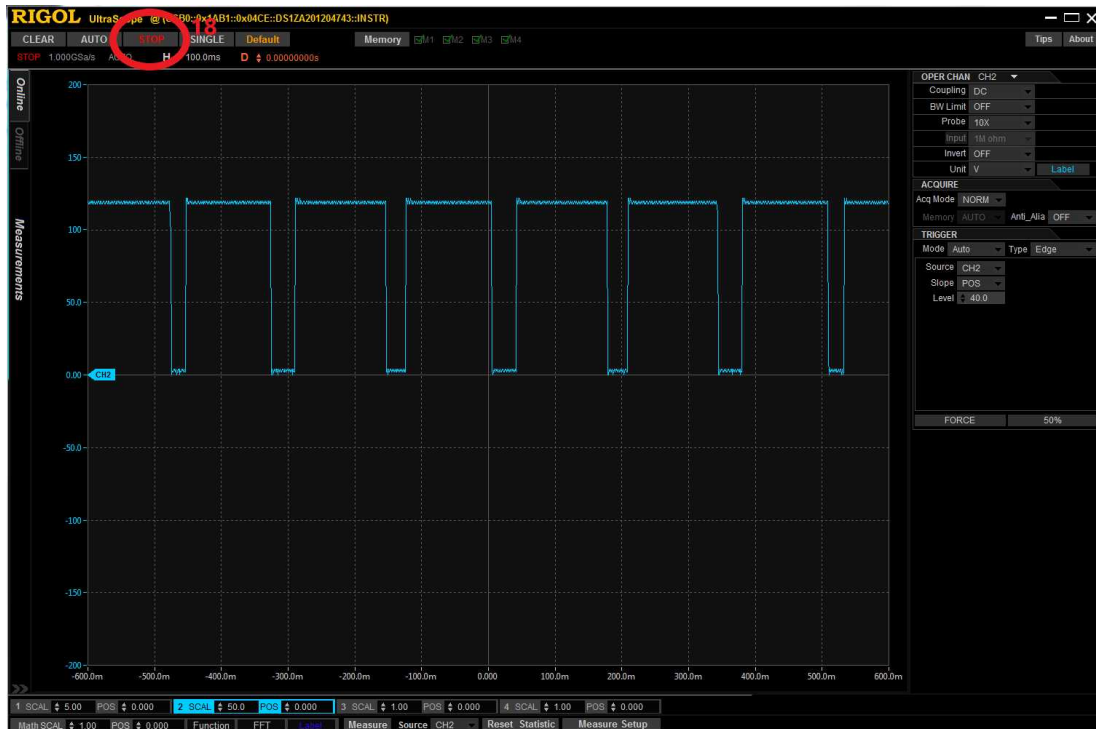 RIGOL UltraScope @ (USB0::0x1AB1::0x04CE::DS1ZA201204743::INSTR)
18
CLEAR AUTO STOP SINGLE Default Memory M1 M2 M3 M4 Tips About
STOP 1.000GSa/s AUTO H 100.0ms D 0.00000000s
Online
Offline
Measurements
200
150
100
50.0
0.00 CH2
-50.0
-100
-150
-200
-600.0m -500.0m -400.0m -300.0m -200.0m -100.0m 0.000 100.0m 200.0m 300.0m 400.0m 500.0m 600.0m
OPER CHAN CH2
Coupling DC
BW Limit OFF
Probe 10X
Input 1M ohm
Invert OFF
Unit V Label
ACQUIRE
Acq Mode NORM
Memory AUTO Anti_Alia OFF
TRIGGER
Mode Auto Type Edge
Source CH2
Slope POS
Level 40.0
FORCE 50%
1 SCAL 5.00 POS 0.000 2 SCAL 50.0 POS 0.000 3 SCAL 1.00 POS 0.000 4 SCAL 1.00 POS 0.000
Math SCAL 1.00 POS 0.000 Function FFT Label Measure Source CH2 Reset Statistic Measure Setup